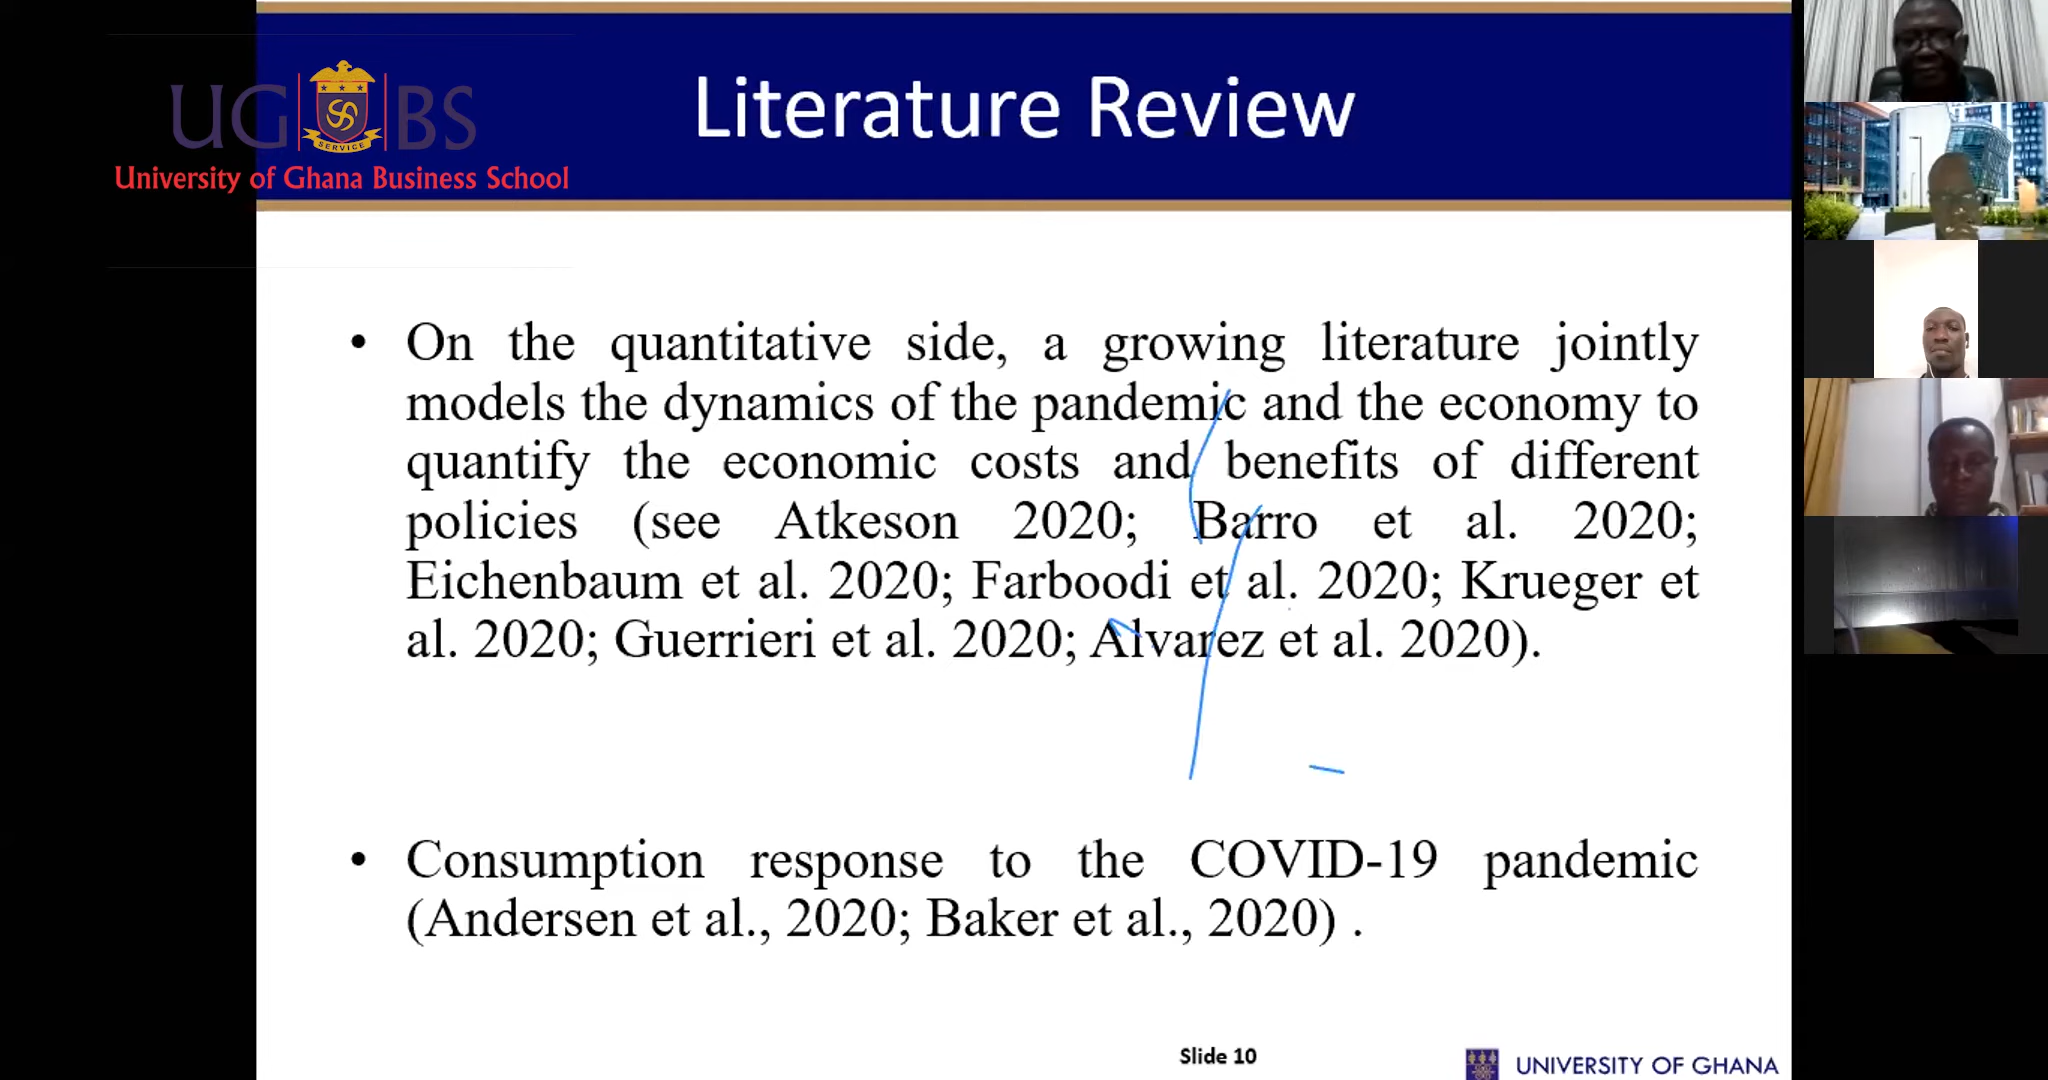 UGBS
SERVICE
University of Ghana Business School
Literature Review
• On the quantitative side, a growing literature jointly
models the dynamics of the pandemic and the economy to
quantify the economic costs and benefits of different
policies (see Atkeson 2020; Barro et al. 2020;
Eichenbaum et al. 2020; Farboodi et al. 2020; Krueger et
al. 2020; Guerrieri et al. 2020; Alvarez et al. 2020).
• Consumption response to the COVID-19 pandemic
(Andersen et al., 2020; Baker et al., 2020) .
Slide 10
UNIVERSITY OF GHANA